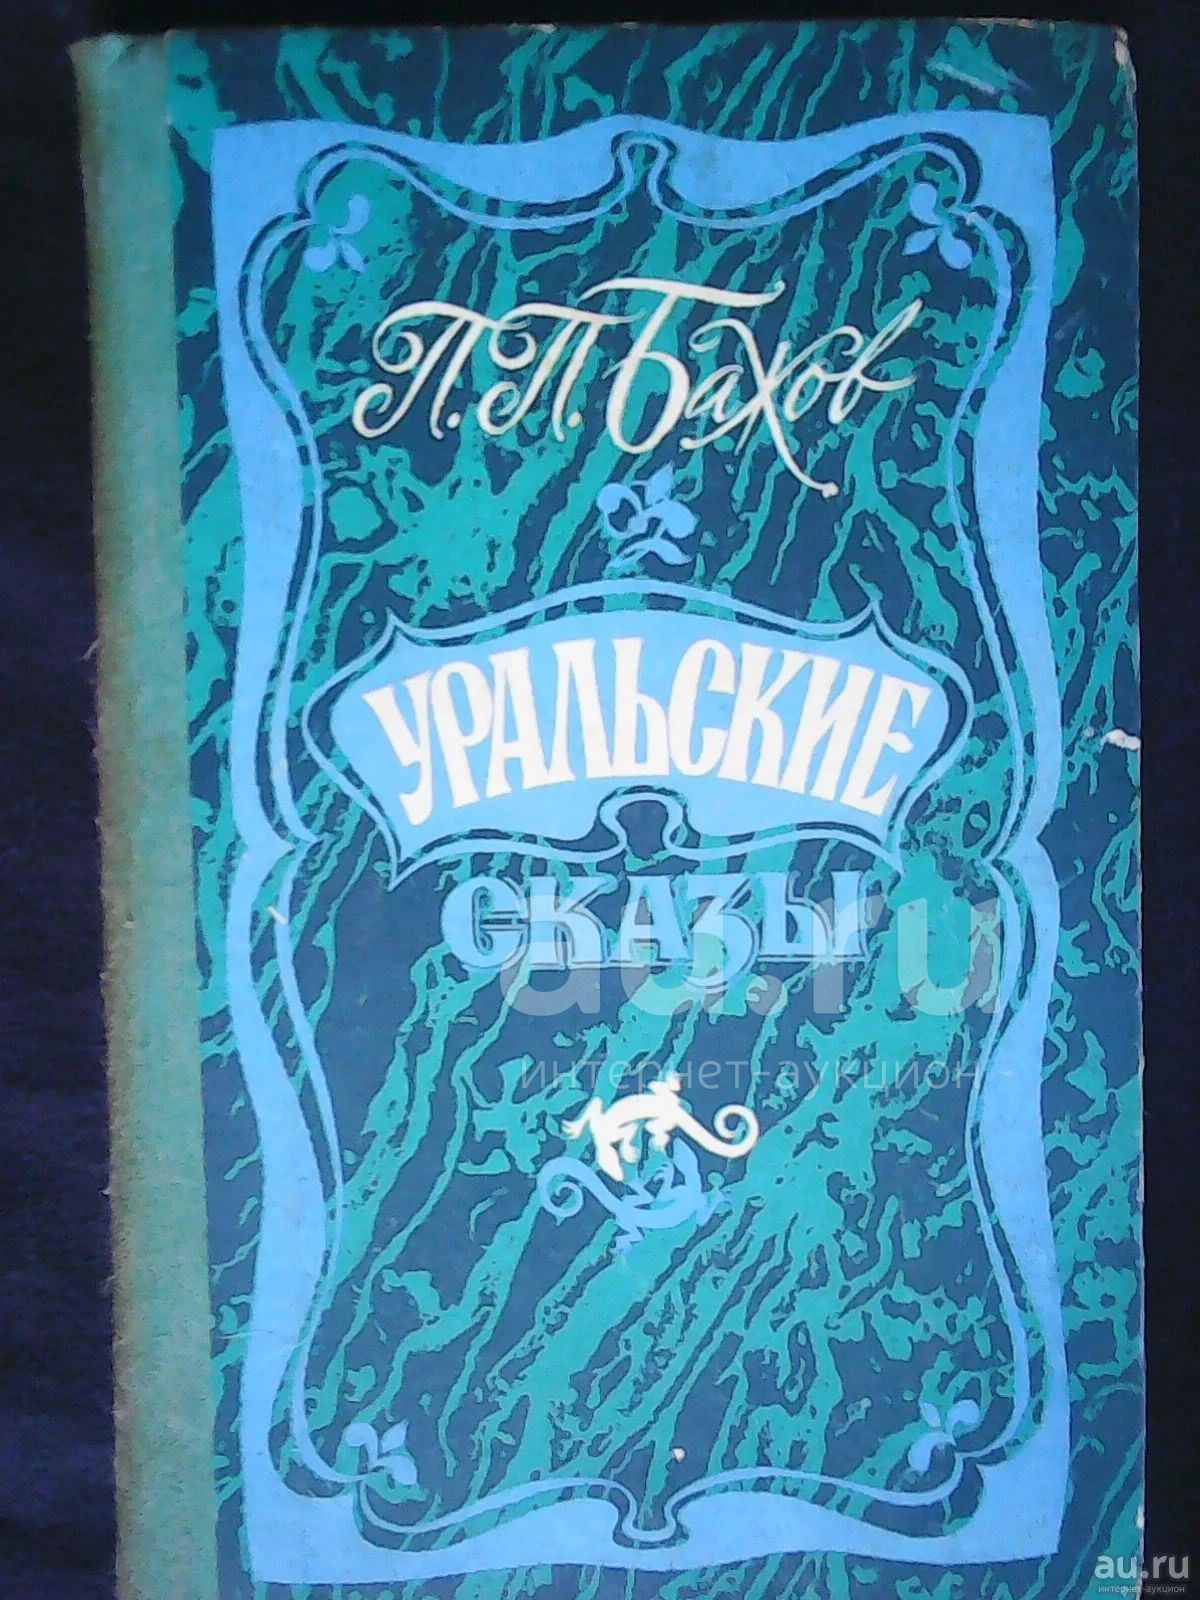 П.П. Бажов
УРАЛЬСКИЕ
СКАЗЫ
au.ru
интернет-аукцион
au.ru
интернет-аукцион